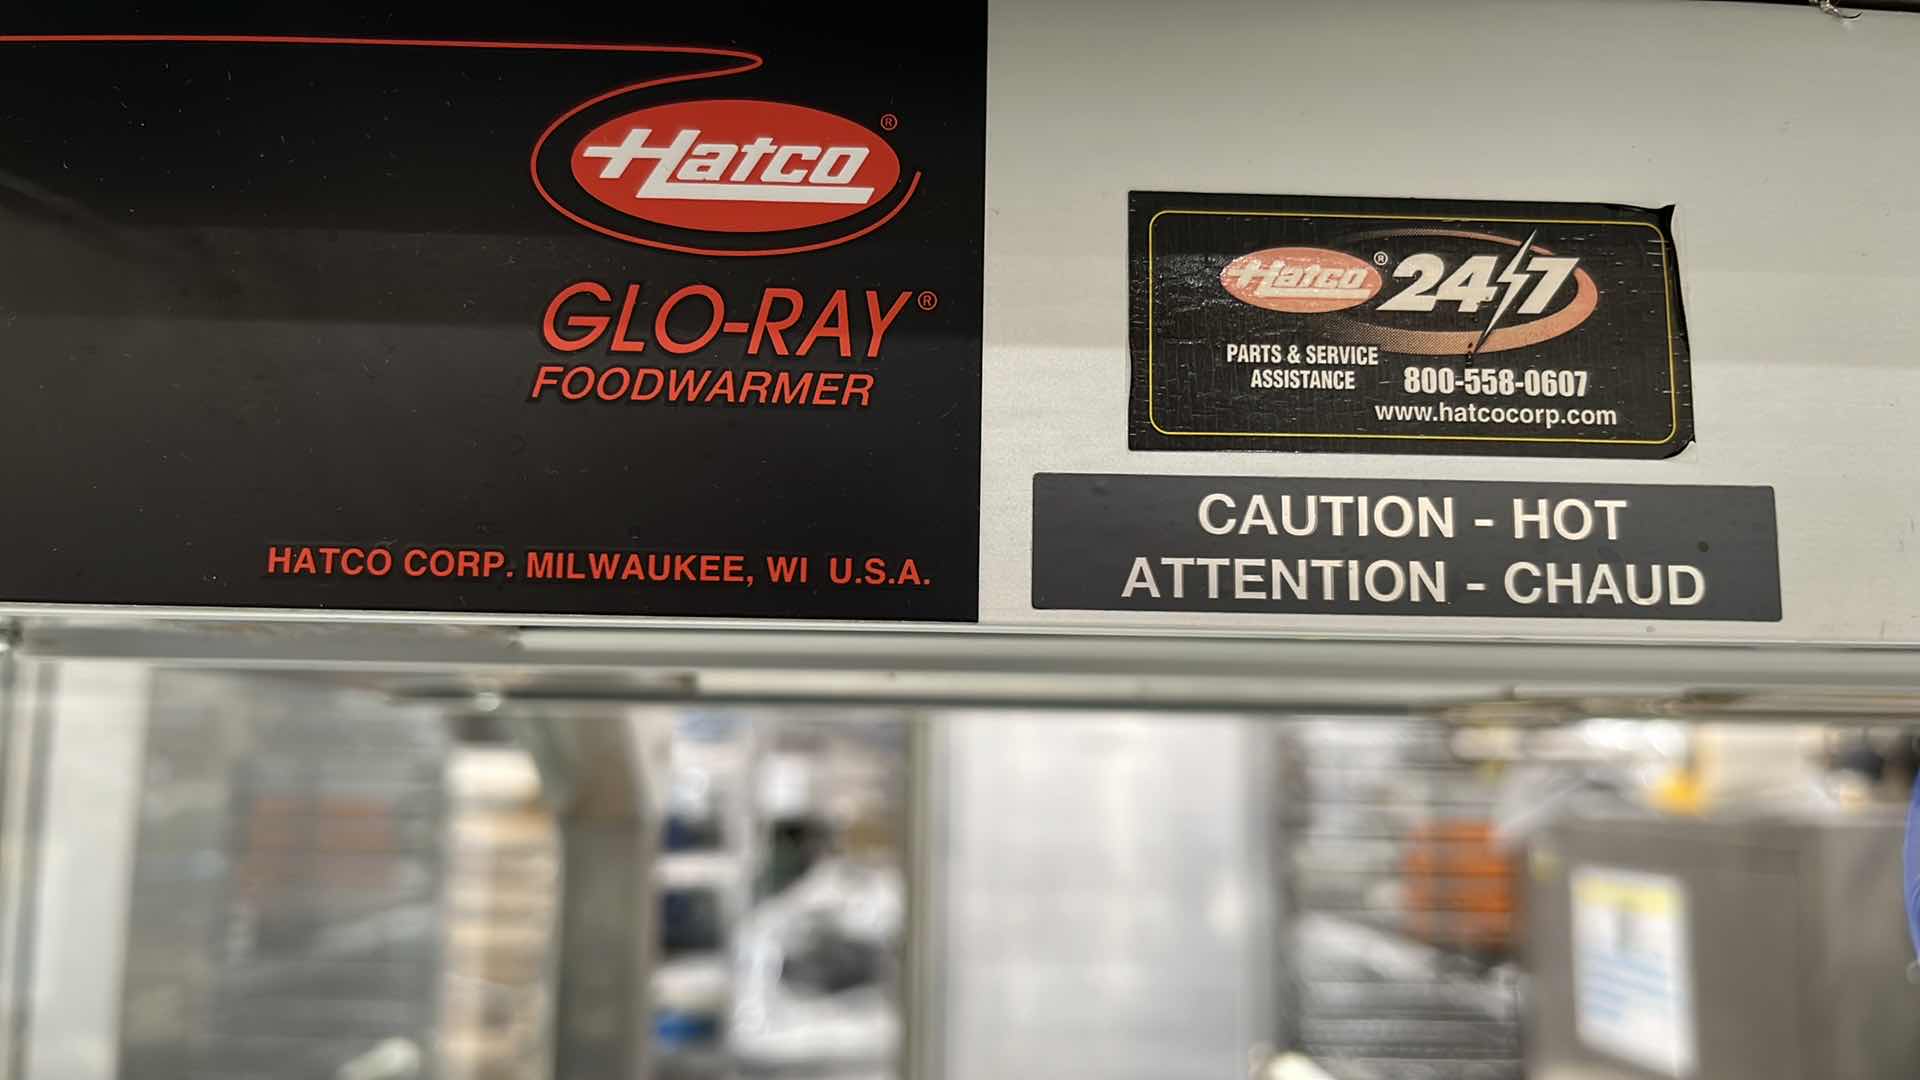 Hatco®
GLO-RAY®
FOODWARMER
HATCO CORP. MILWAUKEE, WI U.S.A.
Hatco® 24/7
PARTS & SERVICE
ASSISTANCE 800-558-0607
www.hatcocorp.com
CAUTION - HOT
ATTENTION - CHAUD